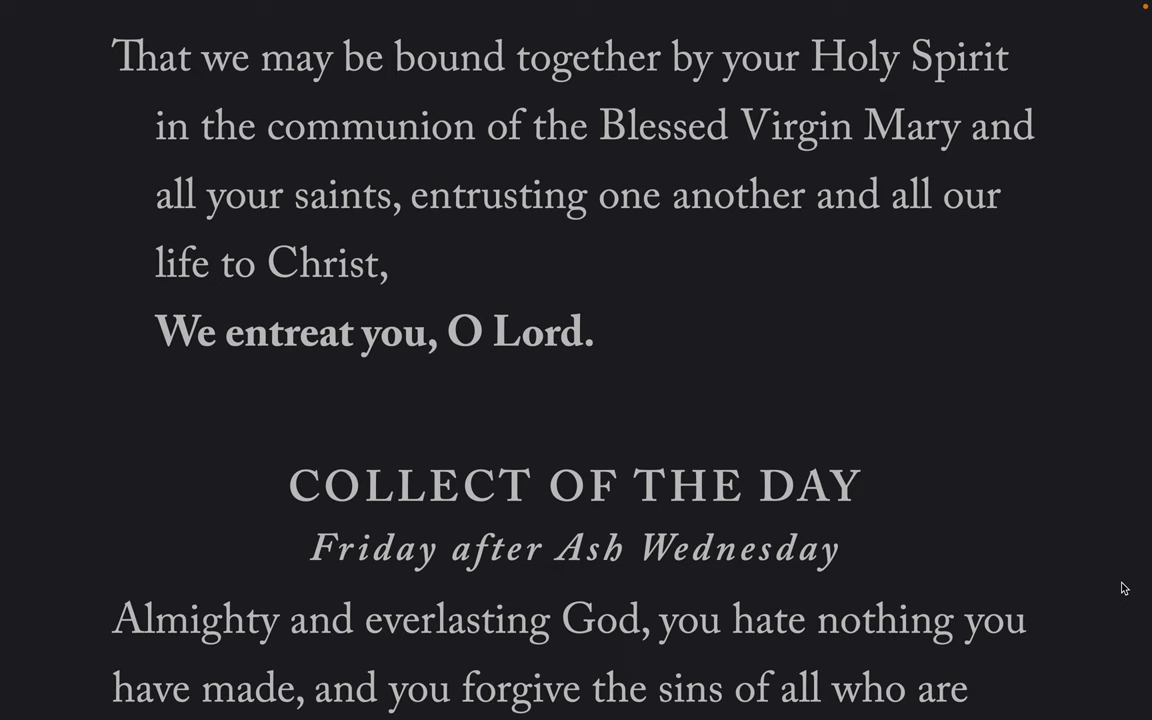 That we may be bound together by your Holy Spirit
in the communion of the Blessed Virgin Mary and
all your saints, entrusting one another and all our
life to Christ,
We entreat you, O Lord.
COLLECT OF THE DAY
Friday after Ash Wednesday
Almighty and everlasting God, you hate nothing you
have made, and you forgive the sins of all who are